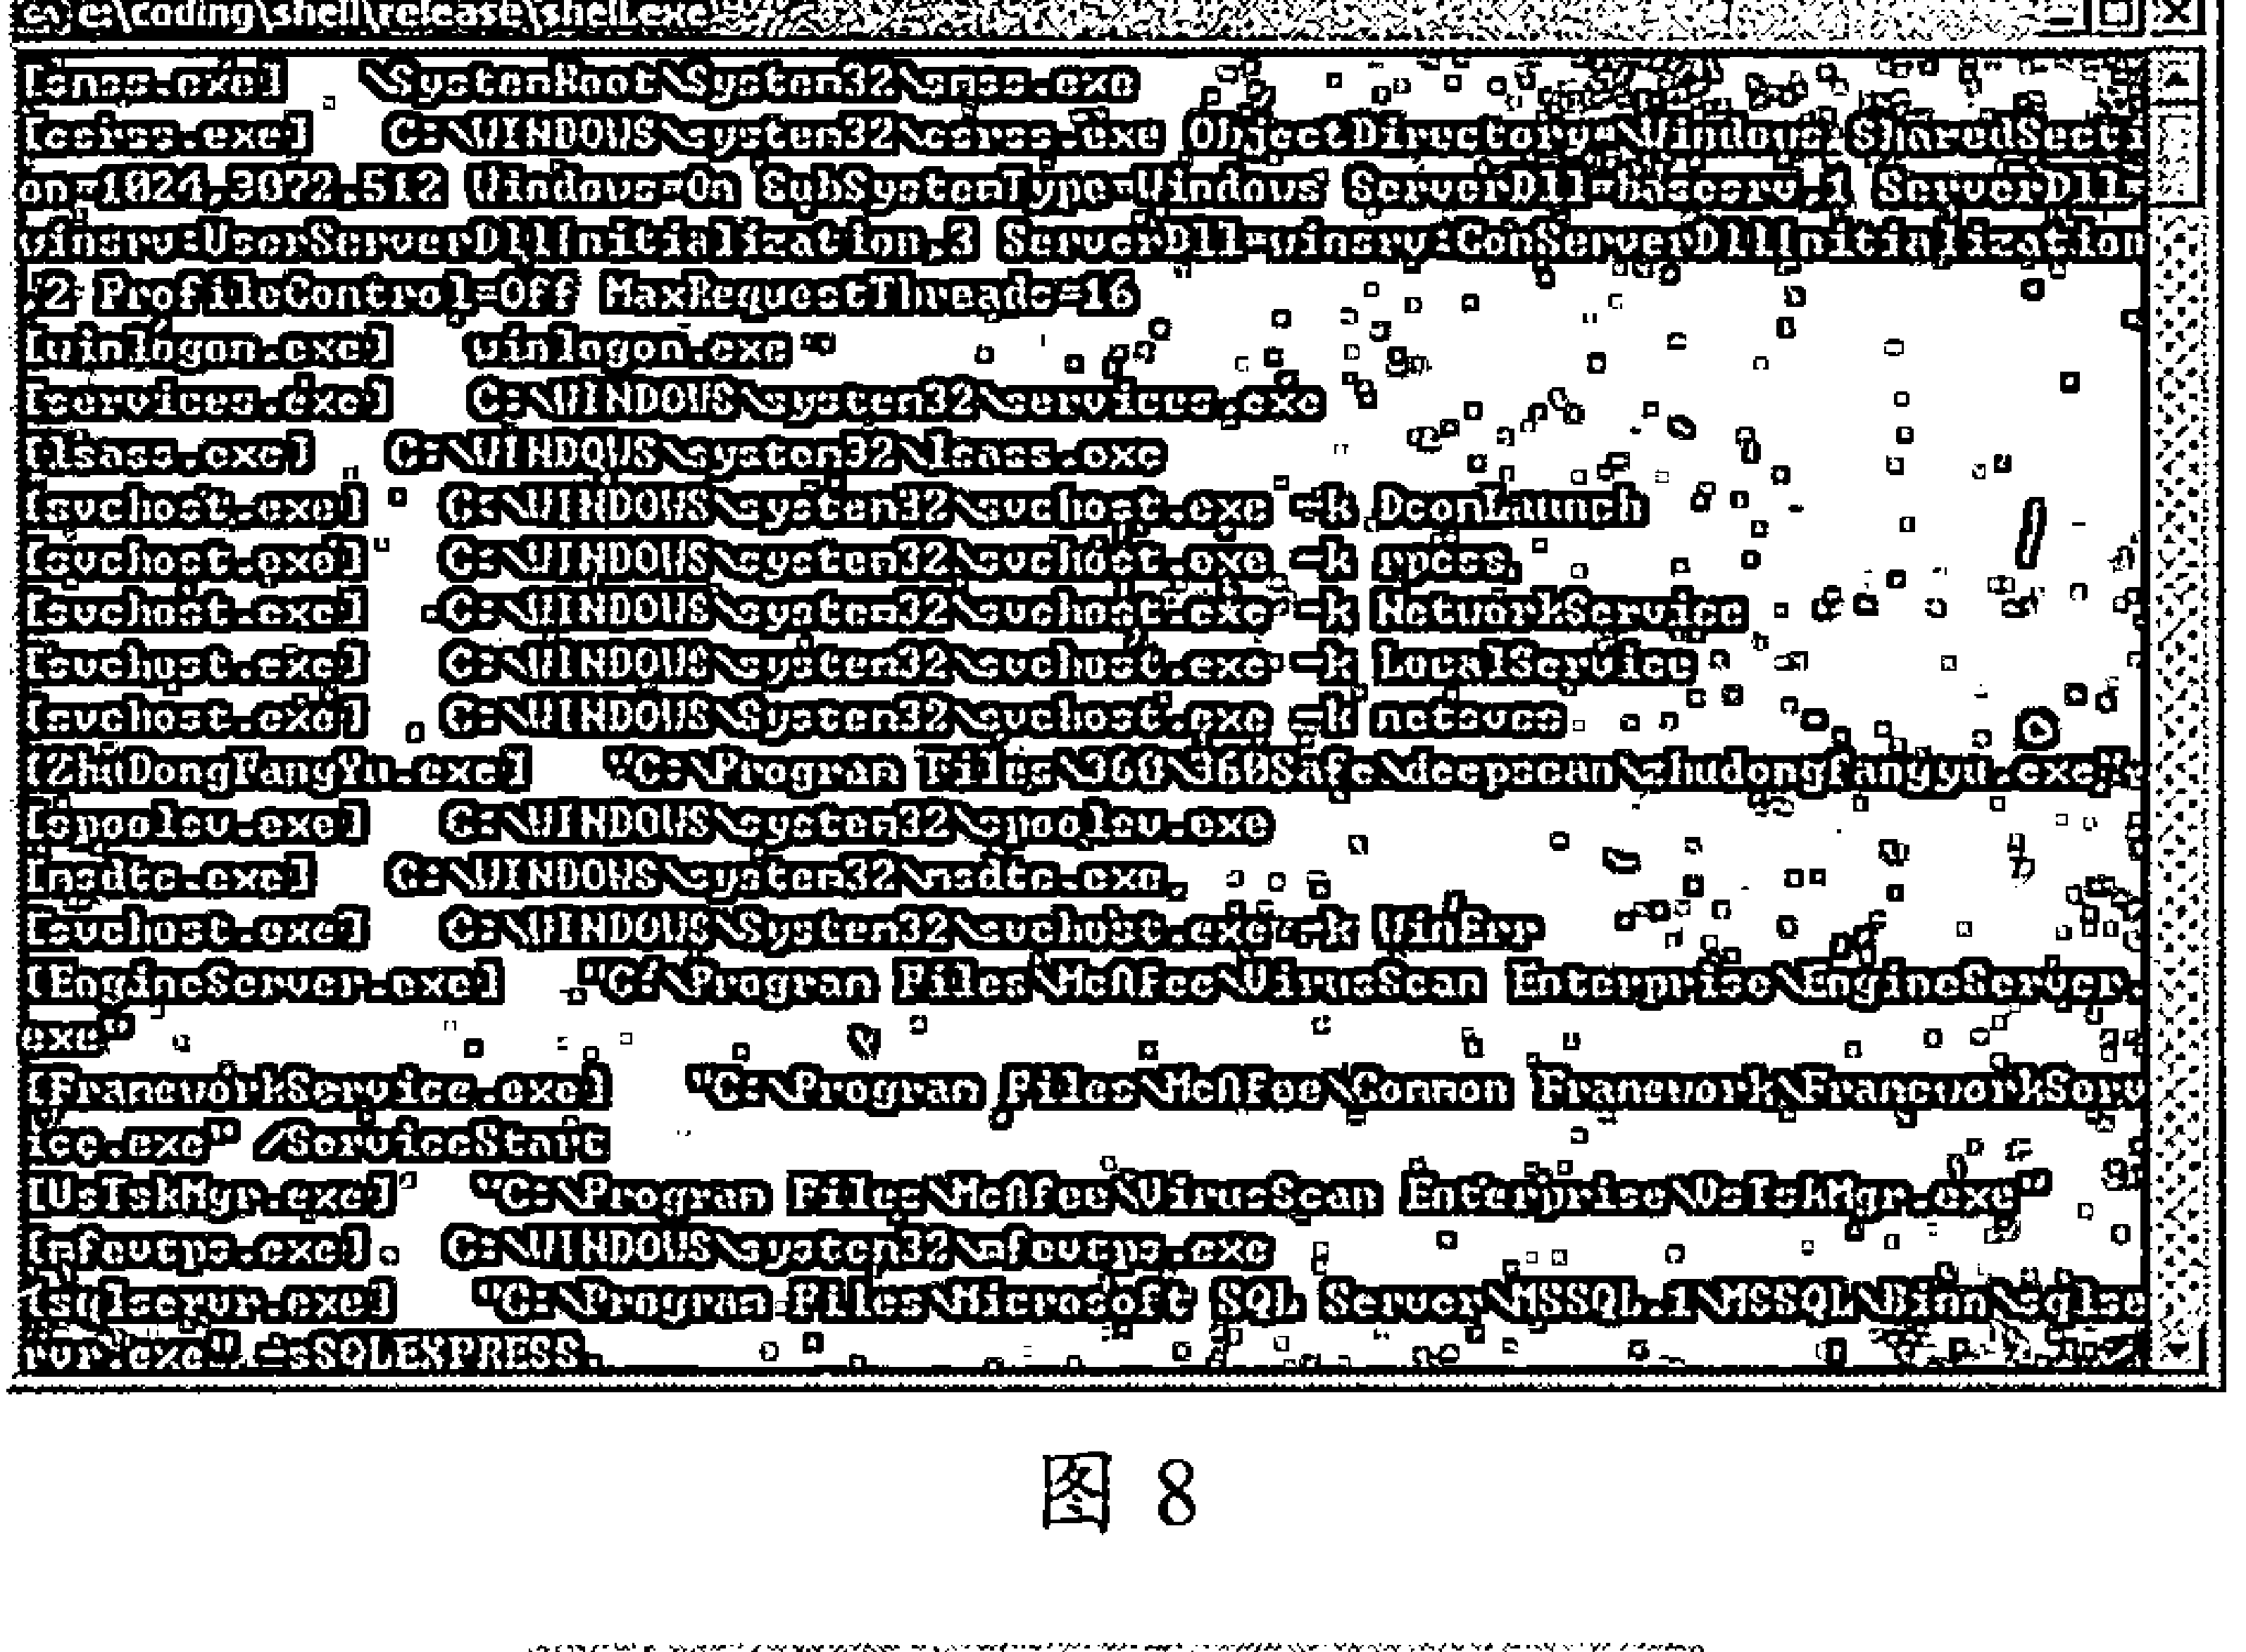 e:\coding\shell\release\shell.exe
[smss.exe] \SystemRoot\System32\smss.exe
[csrss.exe] C:\WINDOWS\system32\csrss.exe ObjectDirectory=\Windows SharedSecti
on=1024,3072,512 Windows=On SubSystemType=Windows ServerDll=basesrv,1 ServerDll=
winsrv:UserServerDllInitialization,3 ServerDll=winsrv:ConServerDllInitialization
,2 ProfileControl=Off MaxRequestThreads=16
[winlogon.exe] winlogon.exe
[services.exe] C:\WINDOWS\system32\services.exe
[lsass.exe] C:\WINDOWS\system32\lsass.exe
[svchost.exe] C:\WINDOWS\system32\svchost.exe -k DcomLaunch
[svchost.exe] C:\WINDOWS\system32\svchost.exe -k rpcss
[svchost.exe] C:\WINDOWS\system32\svchost.exe -k NetworkService
[svchost.exe] C:\WINDOWS\system32\svchost.exe -k LocalService
[svchost.exe] C:\WINDOWS\System32\svchost.exe -k netsvcs
[ZhuDongFangYu.exe] "C:\Program Files\360\360Safe\deepscan\zhudongfangyu.exe"
[spoolsv.exe] C:\WINDOWS\system32\spoolsv.exe
[msdtc.exe] C:\WINDOWS\system32\msdtc.exe
[svchost.exe] C:\WINDOWS\System32\svchost.exe -k WinErr
[EngineServer.exe] "C:\Program Files\McAfee\VirusScan Enterprise\EngineServer.
exe"
[FrameworkService.exe] "C:\Program Files\McAfee\Common Framework\FrameworkServ
ice.exe" /ServiceStart
[VsTskMgr.exe] "C:\Program Files\McAfee\VirusScan Enterprise\VsTskMgr.exe"
[mfevtps.exe] C:\WINDOWS\system32\mfevtps.exe
[sqlservr.exe] "C:\Program Files\Microsoft SQL Server\MSSQL.1\MSSQL\Binn\sqlse
rvr.exe" -sSQLEXPRESS
图 8